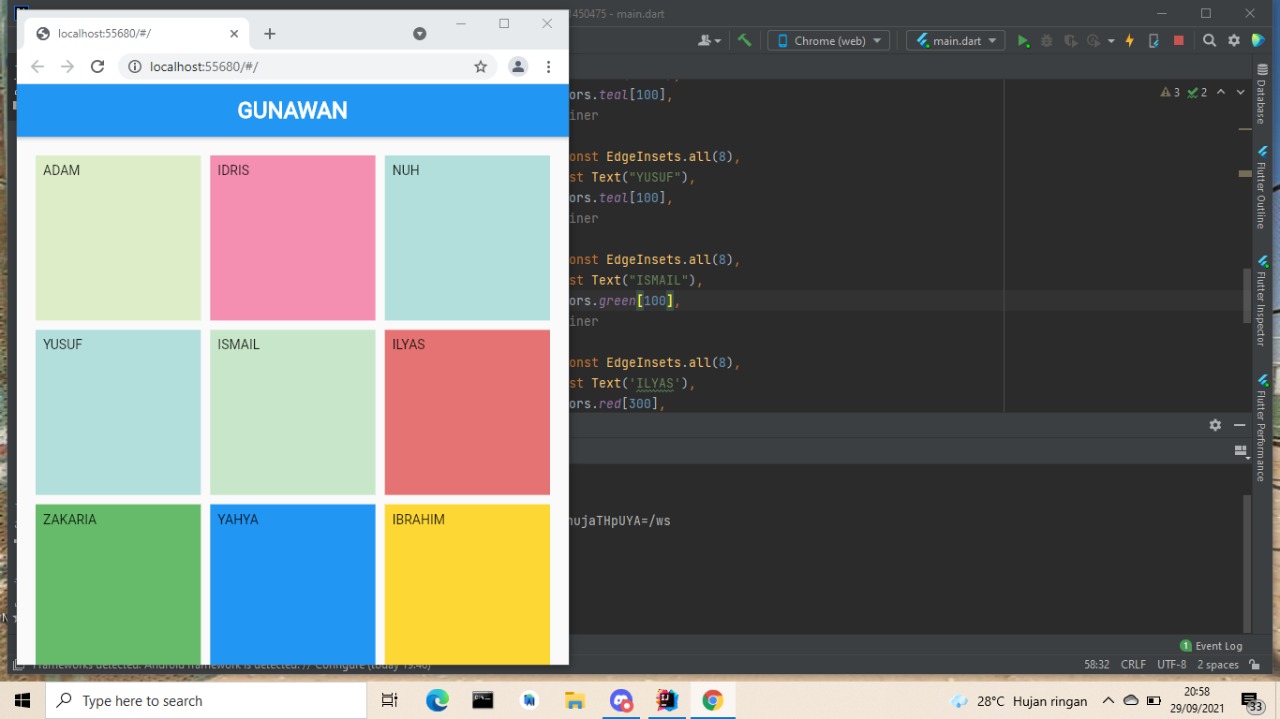 1450475 - main.dart
localhost:55680/#/
localhost:55680/#/
Chrome (web)
main.dart
GUNAWAN
ADAM
IDRIS
NUH
YUSUF
ISMAIL
ILYAS
ZAKARIA
YAHYA
IBRAHIM
ors.teal[100],
iner
onst EdgeInsets.all(8),
st Text("YUSUF"),
ors.teal[100],
iner
onst EdgeInsets.all(8),
st Text("ISMAIL"),
ors.green[100],
iner
onst EdgeInsets.all(8),
st Text('ILYAS'),
ors.red[300],
3
2
Database
Flutter Outline
Flutter Inspector
Flutter Performance
nujaTHpUYA=/ws
1 Event Log
Frameworks detected: Android framework is detected. // Configure (today 19:46)
58:32 CRLF UTF-8 2 spaces
Type here to search
28°C Hujan ringan
20:58
29/09/2021
33